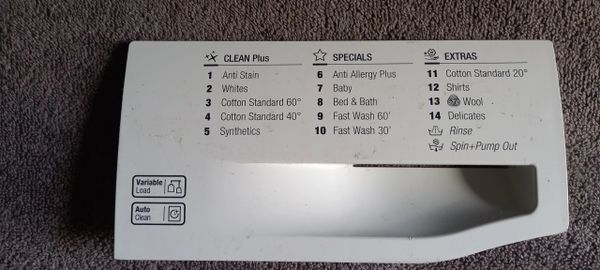 CLEAN Plus
1 Anti Stain
2 Whites
3 Cotton Standard 60°
4 Cotton Standard 40°
5 Synthetics
SPECIALS
6 Anti Allergy Plus
7 Baby
8 Bed & Bath
9 Fast Wash 60'
10 Fast Wash 30'
EXTRAS
11 Cotton Standard 20°
12 Shirts
13 Wool
14 Delicates
Rinse
Spin+Pump Out
Variable
Load
Auto
Clean